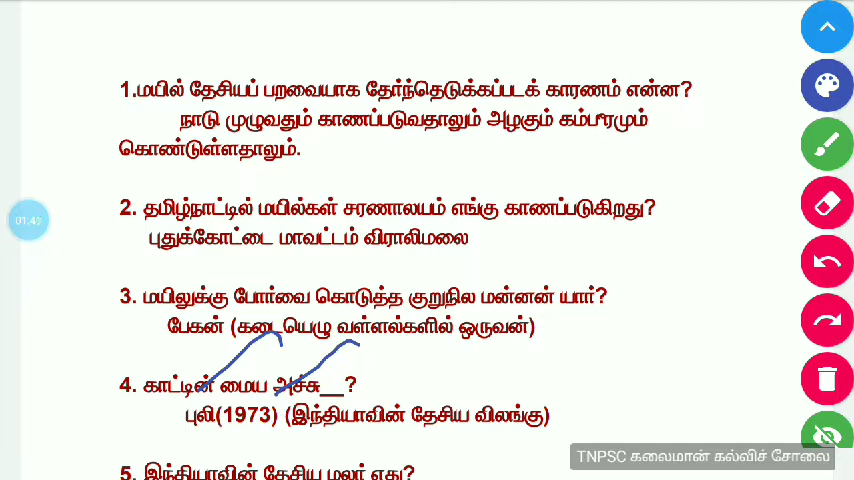 1.மயில் தேசியப் பறவையாக தேர்ந்தெடுக்கப்படக் காரணம் என்ன?
நாடு முழுவதும் காணப்படுவதாலும் அழகும் கம்பீரமும்
கொண்டுள்ளதாலும்.
2. தமிழ்நாட்டில் மயில்கள் சரணாலயம் எங்கு காணப்படுகிறது?
புதுக்கோட்டை மாவட்டம் விராலிமலை
01:40
3. மயிலுக்கு போர்வை கொடுத்த குறுநில மன்னன் யார்?
பேகன் (கடையெழு வள்ளல்களில் ஒருவன்)
4. காட்டின் மைய அச்சு__?
புலி(1973) (இந்தியாவின் தேசிய விலங்கு)
TNPSC கலைமான் கல்விச் சோலை
5. இந்தியாவின் தேசிய மலர் எது?